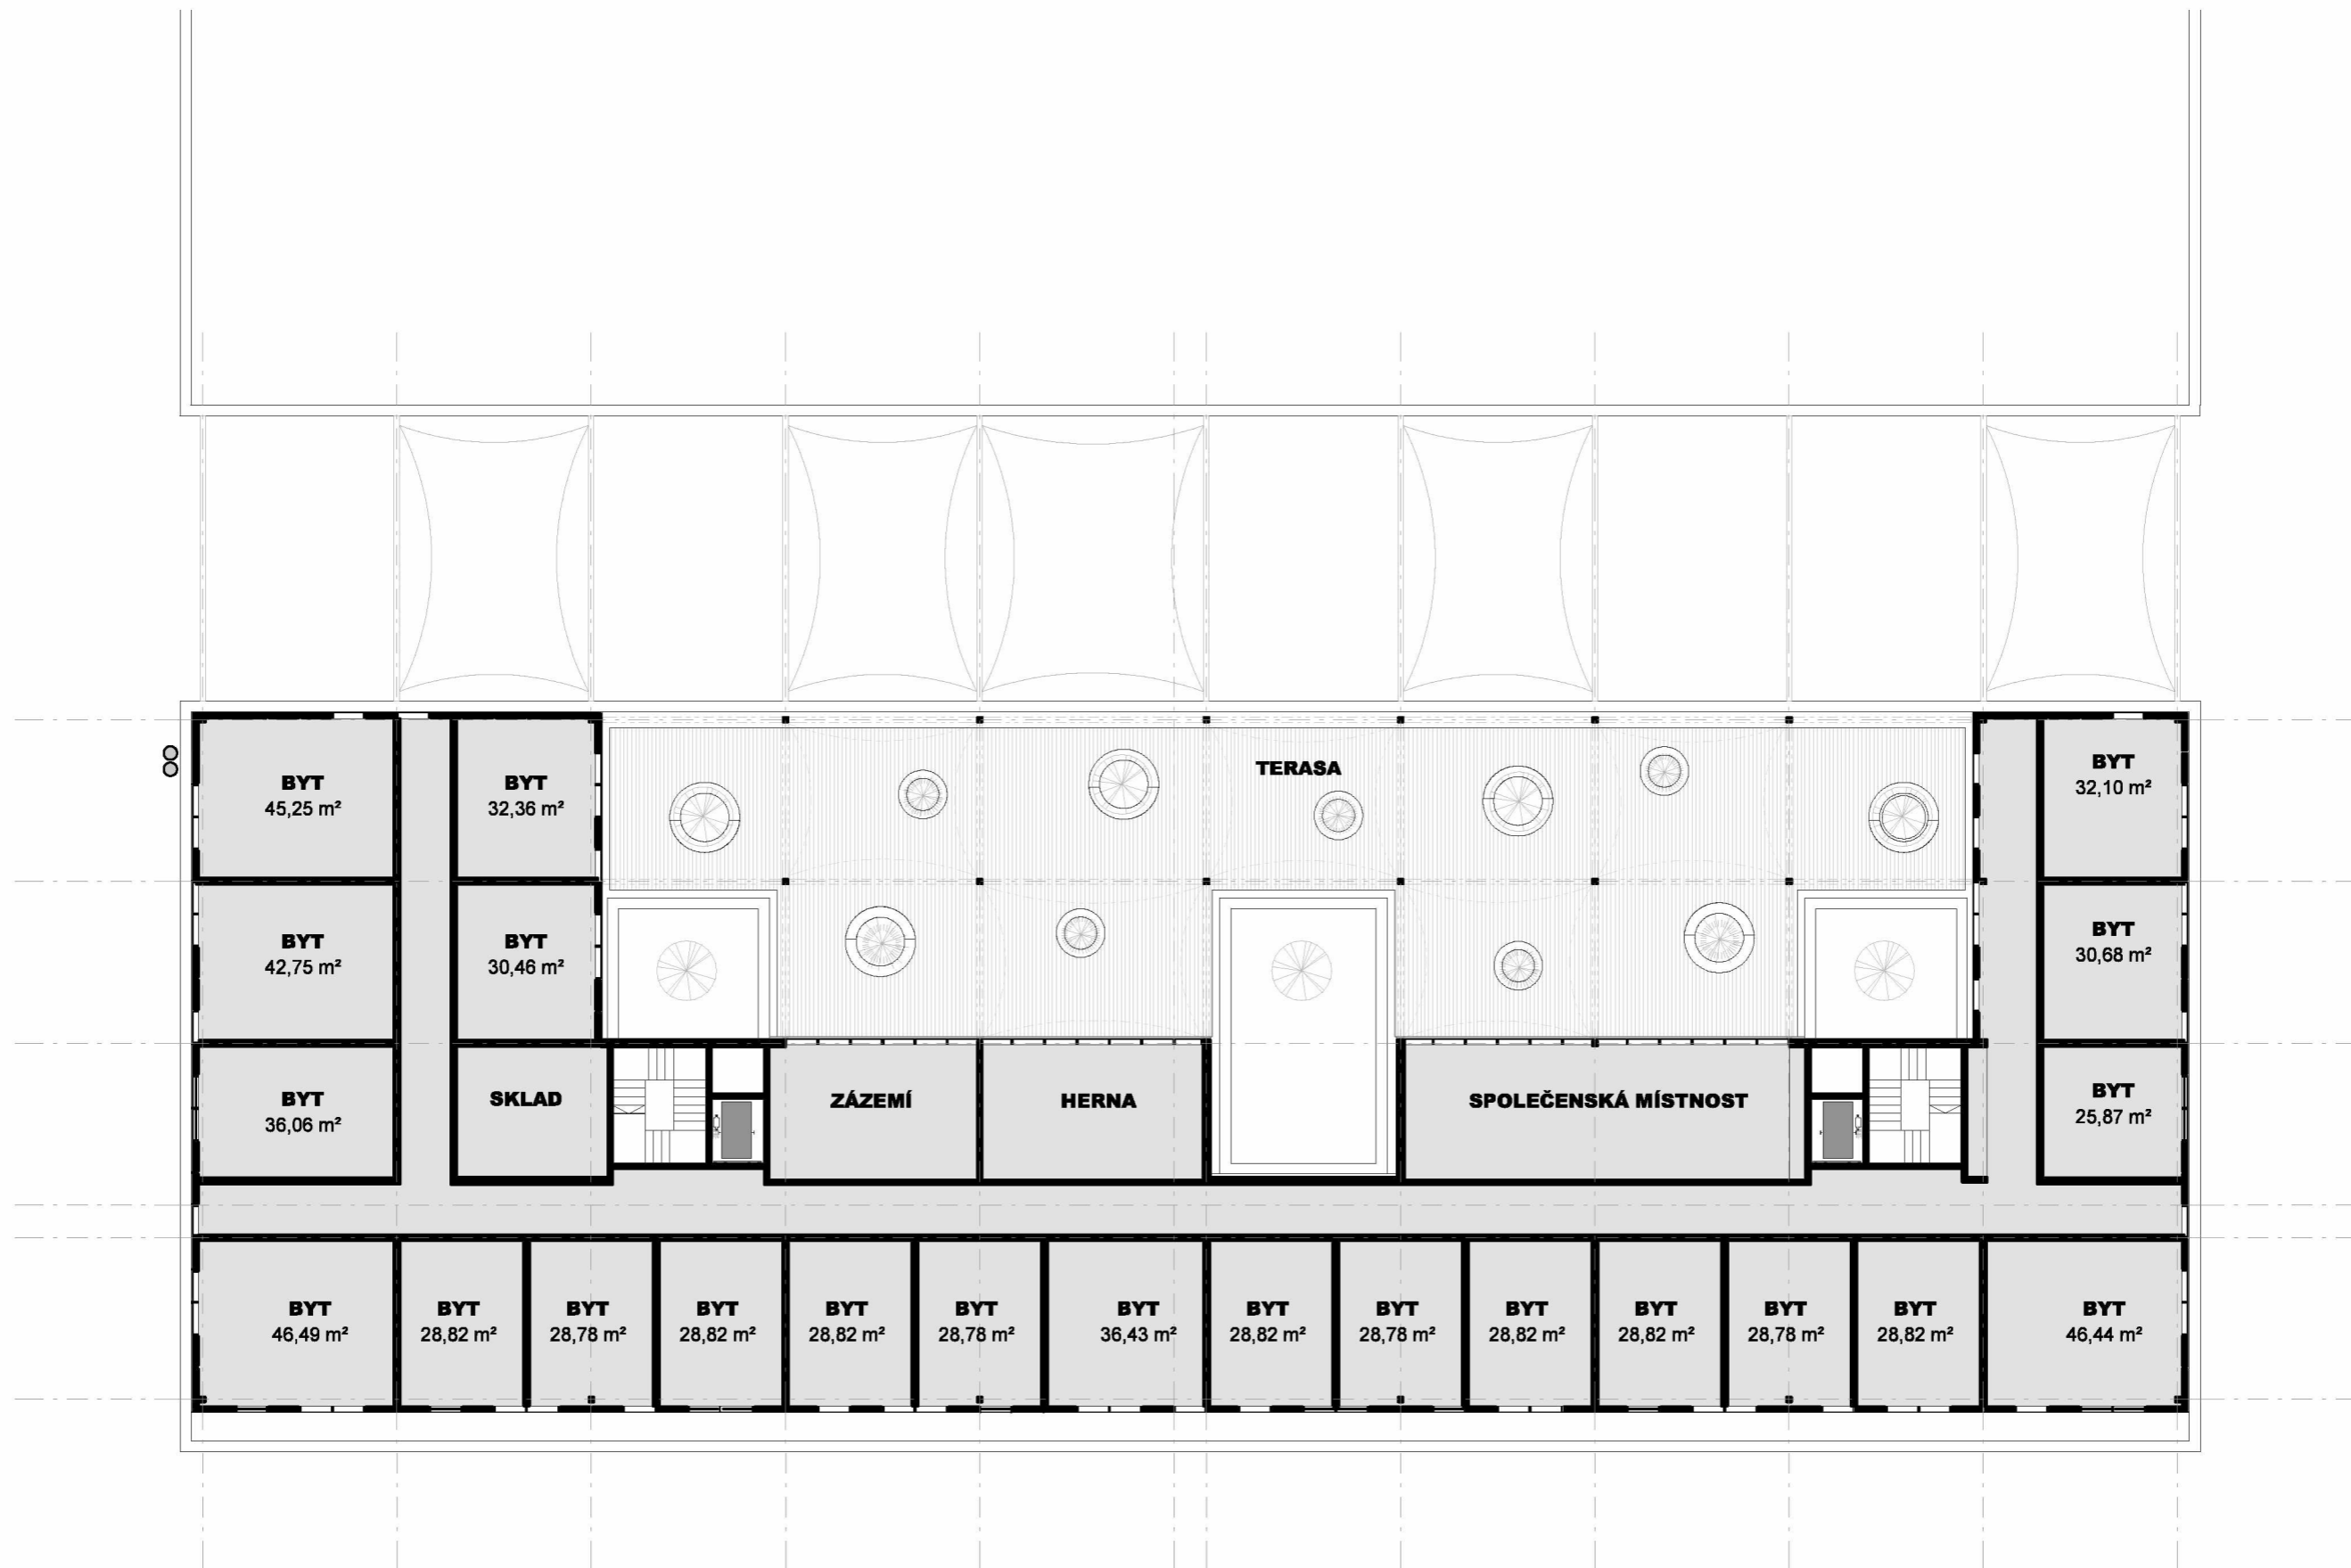 TERASA
BYT
45,25 m²
BYT
32,36 m²
BYT
32,10 m²
BYT
42,75 m²
BYT
30,46 m²
BYT
30,68 m²
BYT
36,06 m²
SKLAD
ZÁZEMÍ
HERNA
SPOLEČENSKÁ MÍSTNOST
BYT
25,87 m²
BYT
46,49 m²
BYT
28,82 m²
BYT
28,78 m²
BYT
28,82 m²
BYT
28,82 m²
BYT
28,78 m²
BYT
36,43 m²
BYT
28,82 m²
BYT
28,78 m²
BYT
28,82 m²
BYT
28,82 m²
BYT
28,78 m²
BYT
28,82 m²
BYT
46,44 m²